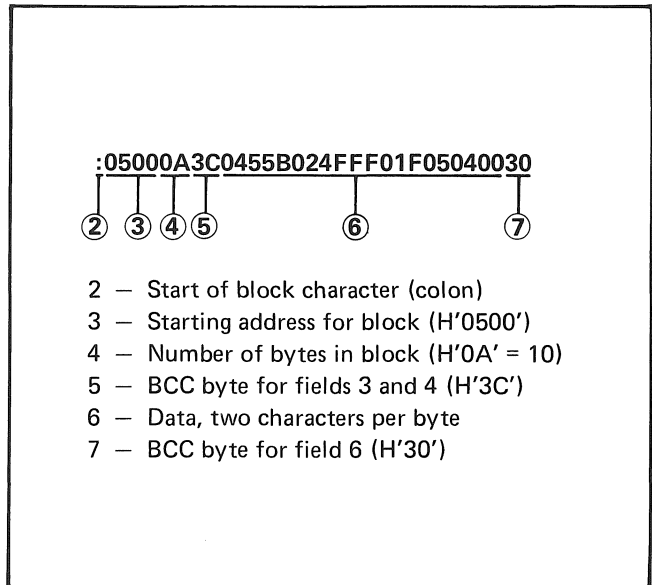 :05000A3C0455B024FFF01F0504000030
2 3 4 5 6 7
2 — Start of block character (colon)
3 — Starting address for block (H'0500')
4 — Number of bytes in block (H'0A' = 10)
5 — BCC byte for fields 3 and 4 (H'3C')
6 — Data, two characters per byte
7 — BCC byte for field 6 (H'30')